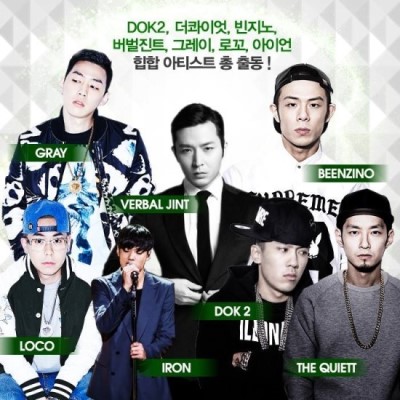 DOK2, 더콰이엇, 빈지노,
버벌진트, 그레이, 로꼬, 아이언
힙합 아티스트 총 출동!
GRAY
BEENZINO
VERBAL JINT
SUPREME
DOK 2
LOCO
IRON
THE QUIETT